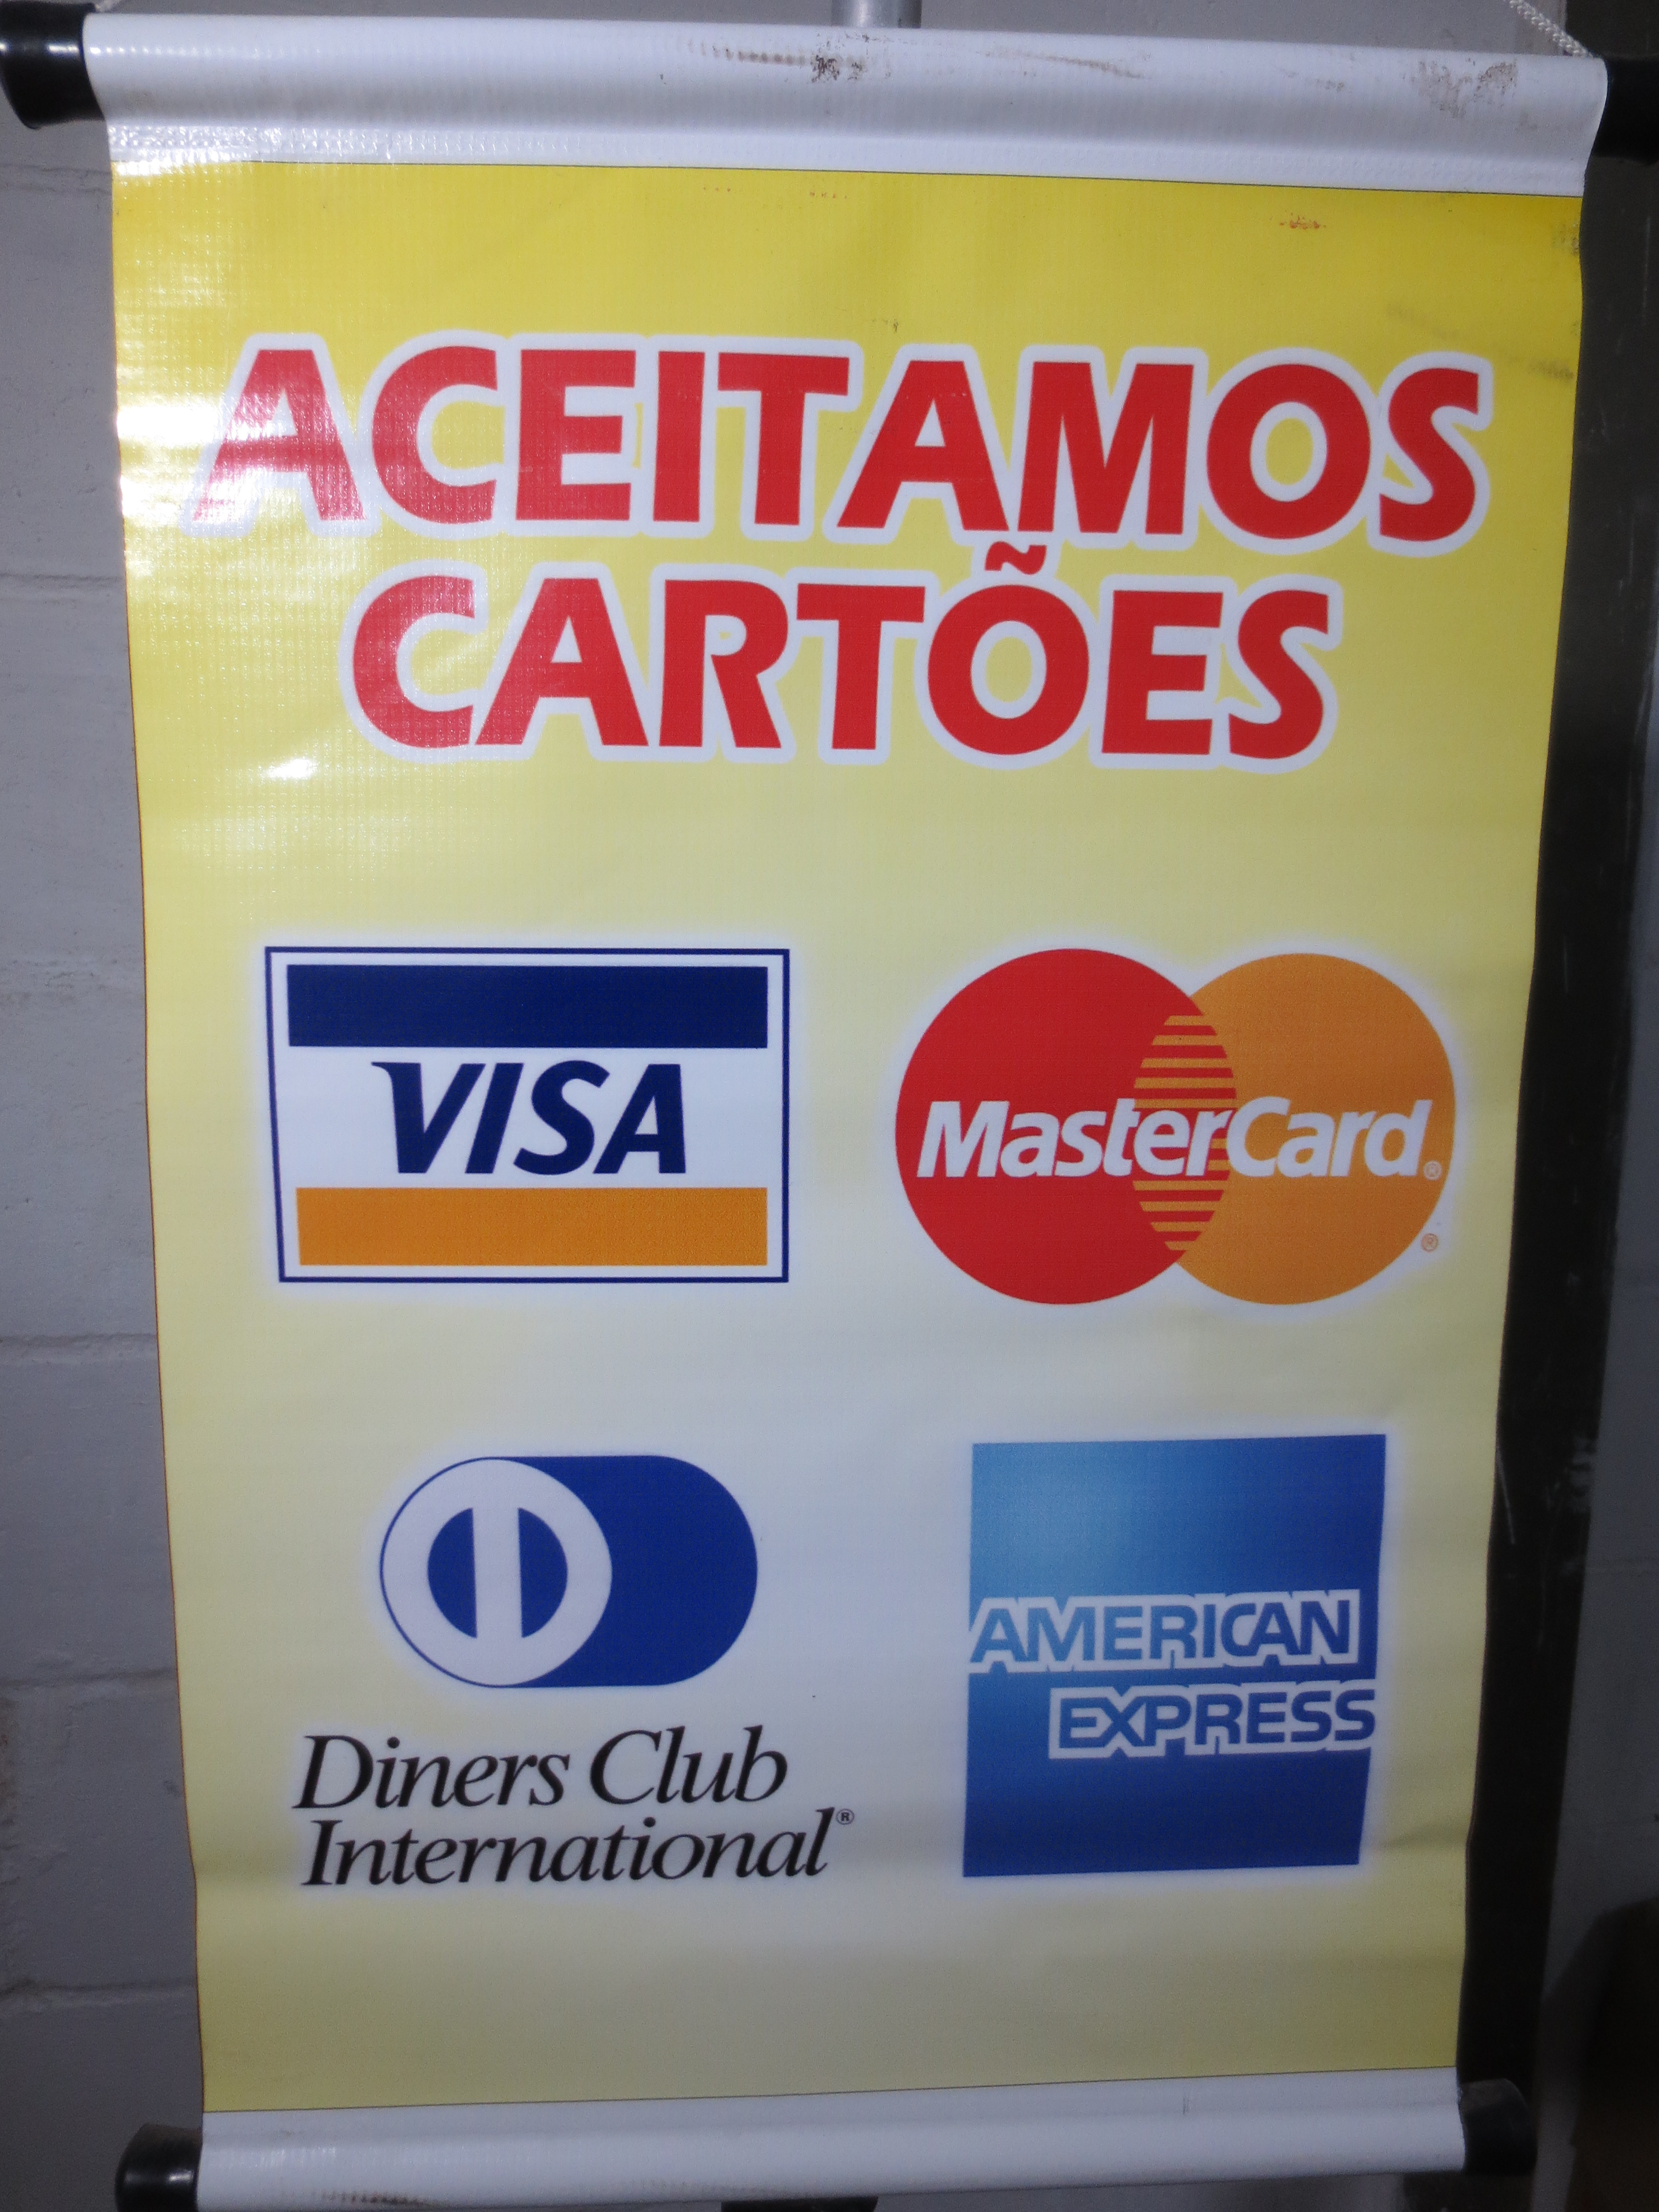 ACEITAMOS
CARTÕES
VISA
MasterCard®
®
Diners Club
International®
AMERICAN
EXPRESS